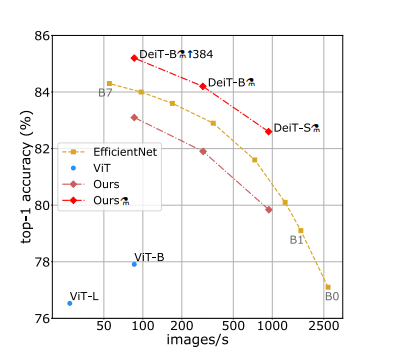 86
84
82
80
78
76
top-1 accuracy (%)
DeiT-B⚗↑384
DeiT-B⚗
DeiT-S⚗
B7
EfficientNet
ViT
Ours
Ours⚗
B1
ViT-B
ViT-L
B0
50 100 200 500 1000 2500
images/s